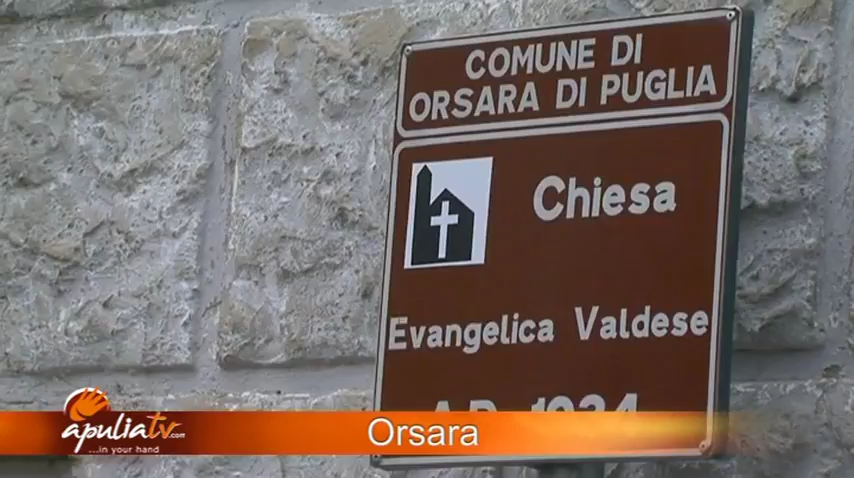 COMUNE DI
ORSARA DI PUGLIA
Chiesa
Evangelica Valdese
A.D.
apuliatv.com
...in your hand
Orsara